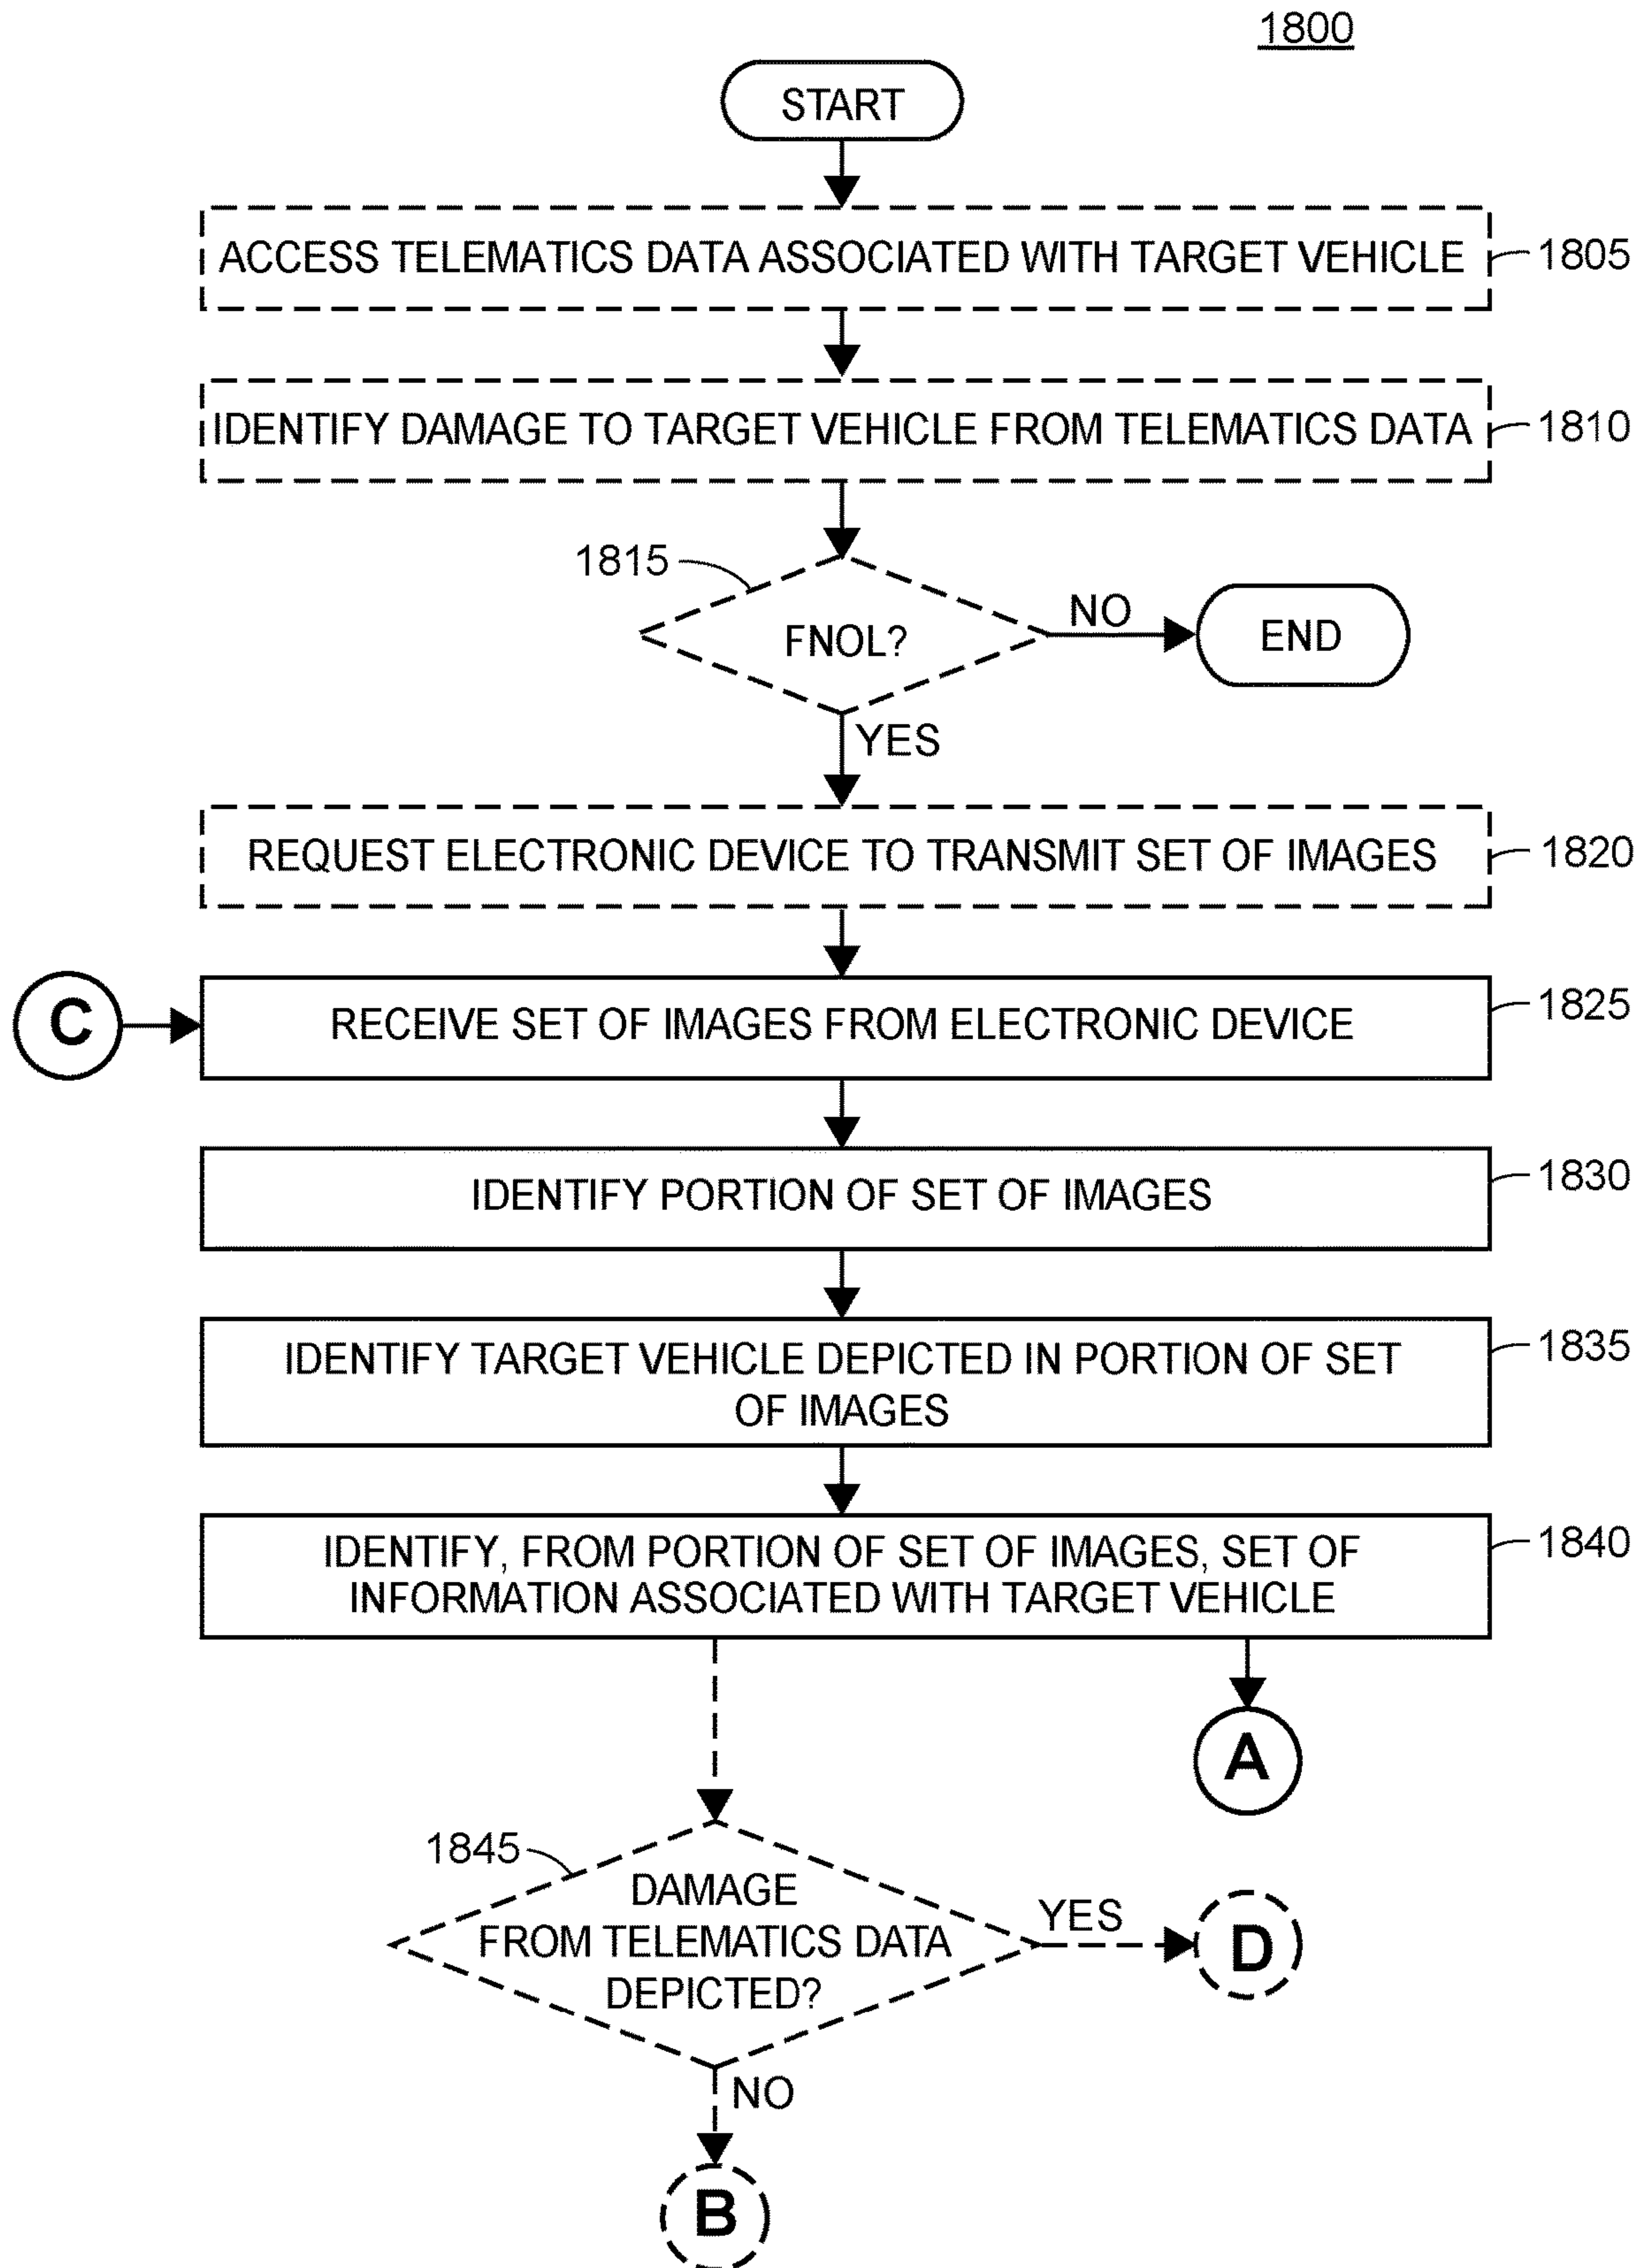 1800
START
ACCESS TELEMATICS DATA ASSOCIATED WITH TARGET VEHICLE
1805
IDENTIFY DAMAGE TO TARGET VEHICLE FROM TELEMATICS DATA
1810
1815
FNOL?
NO
END
YES
REQUEST ELECTRONIC DEVICE TO TRANSMIT SET OF IMAGES
1820
C
RECEIVE SET OF IMAGES FROM ELECTRONIC DEVICE
1825
IDENTIFY PORTION OF SET OF IMAGES
1830
IDENTIFY TARGET VEHICLE DEPICTED IN PORTION OF SET
OF IMAGES
1835
IDENTIFY, FROM PORTION OF SET OF IMAGES, SET OF
INFORMATION ASSOCIATED WITH TARGET VEHICLE
1840
A
1845
DAMAGE
FROM TELEMATICS DATA
DEPICTED?
YES
D
NO
B